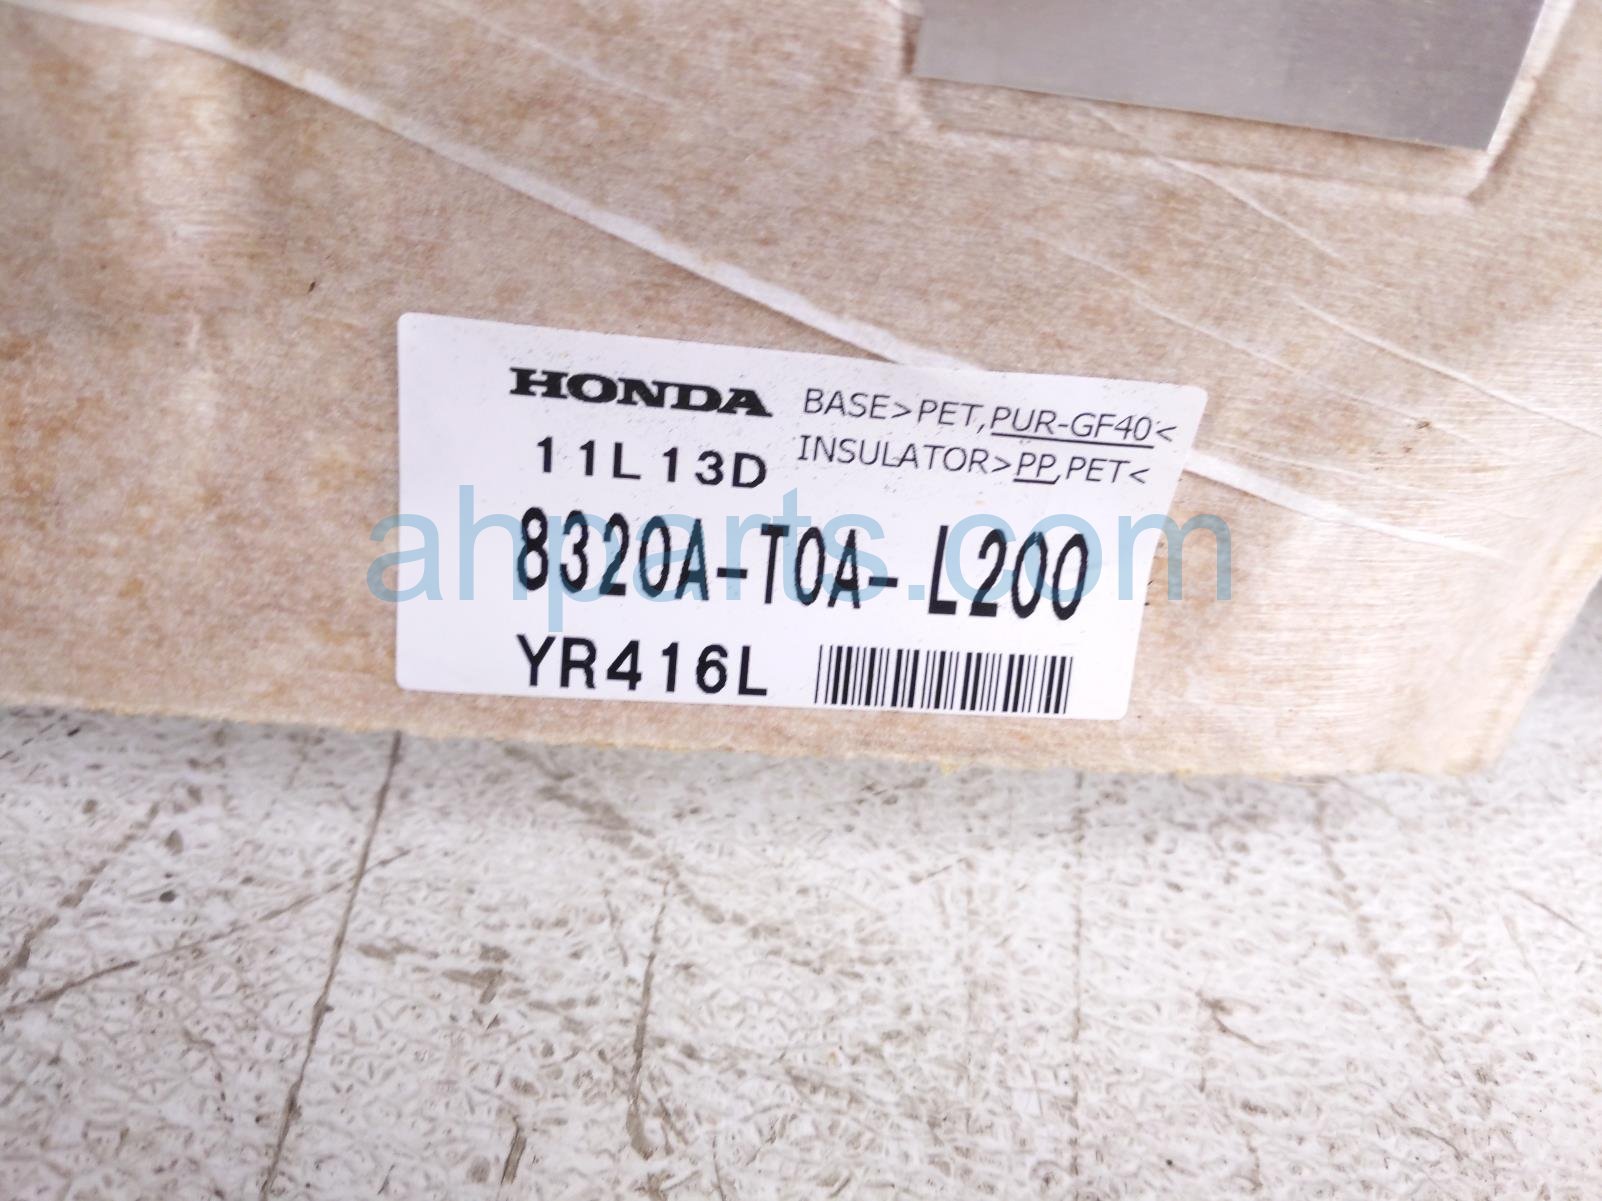 HONDA
BASE>PET,PUR-GF40<
11L13D
INSULATOR>PP,PET<
8320A-T0A-L200
YR416L
ahparts.com